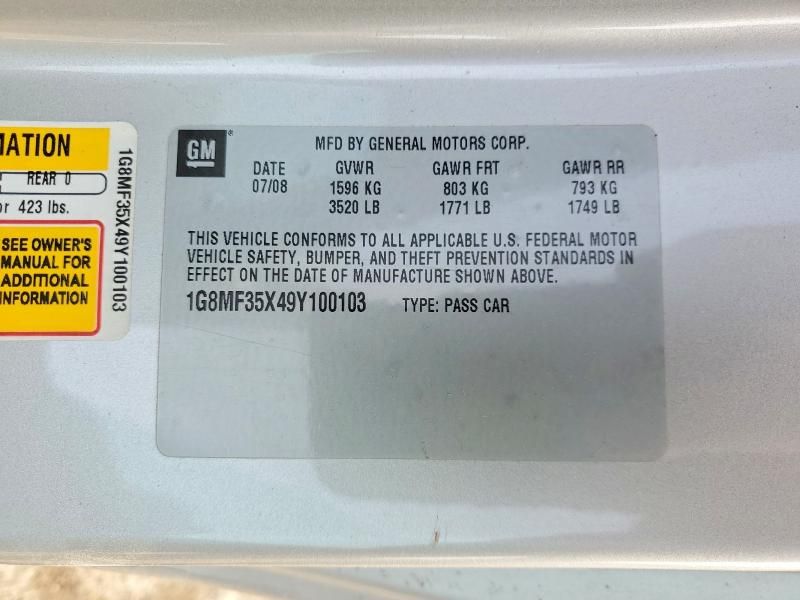 MATION
REAR 0
or 423 lbs.
SEE OWNER'S
MANUAL FOR
ADDITIONAL
INFORMATION
1G8MF35X49Y100103
GM
MFD BY GENERAL MOTORS CORP.
DATE GVWR GAWR FRT GAWR RR
07/08 1596 KG 803 KG 793 KG
3520 LB 1771 LB 1749 LB
THIS VEHICLE CONFORMS TO ALL APPLICABLE U.S. FEDERAL MOTOR
VEHICLE SAFETY, BUMPER, AND THEFT PREVENTION STANDARDS IN
EFFECT ON THE DATE OF MANUFACTURE SHOWN ABOVE.
1G8MF35X49Y100103 TYPE: PASS CAR